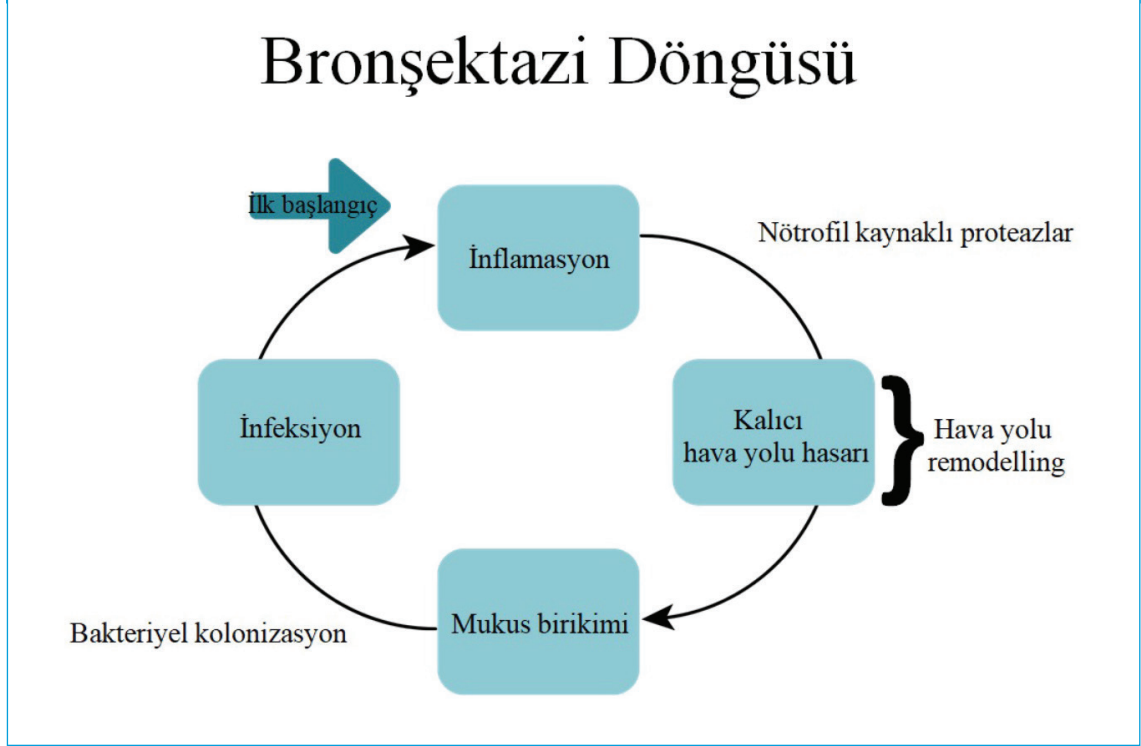 Bronşektazi Döngüsü
İlk başlangıç
İnflamasyon
Nötrofil kaynaklı proteazlar
Kalıcı
hava yolu hasarı
Hava yolu
remodelling
Mukus birikimi
Bakteriyel kolonizasyon
İnfeksiyon